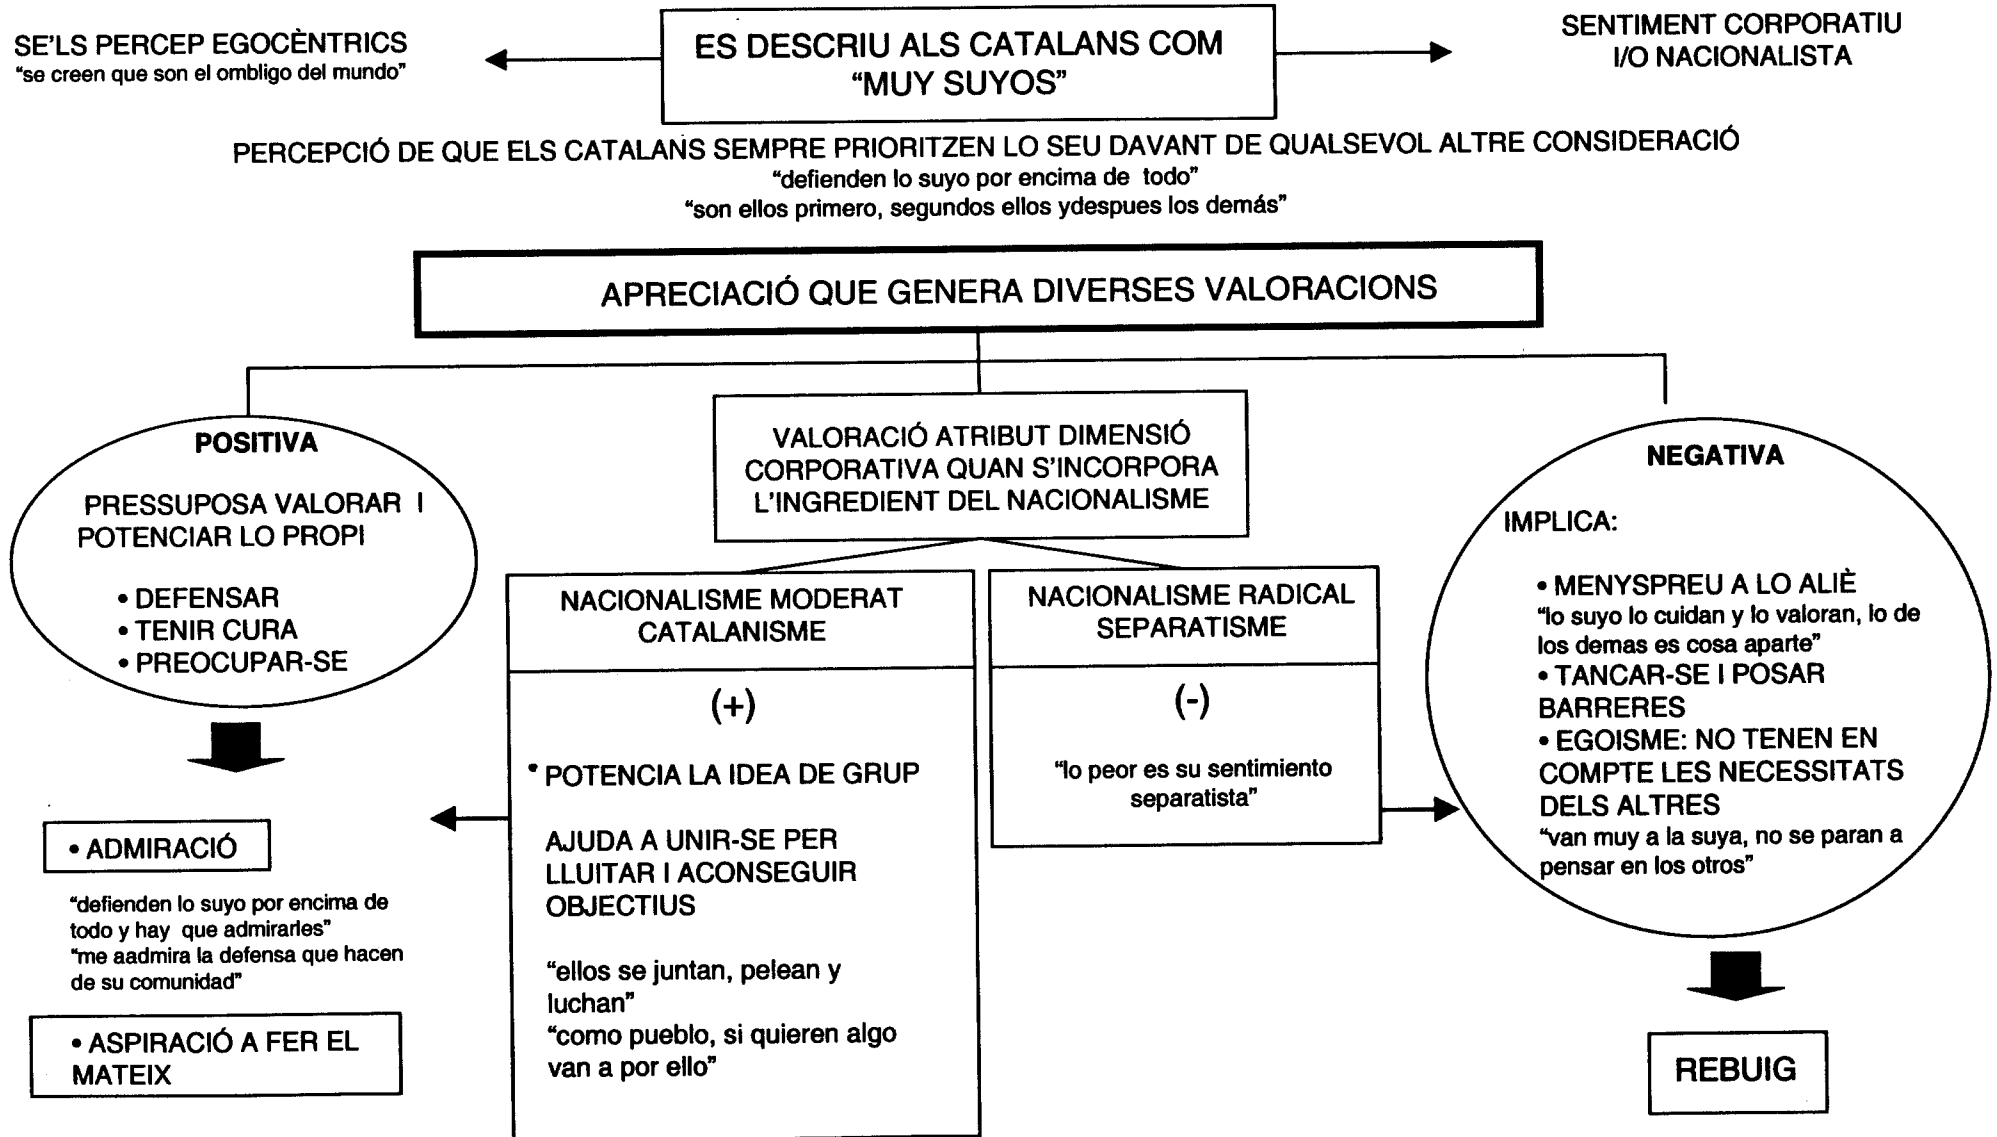 SE'LS PERCEP EGOCÈNTRICS
“se creen que son el ombligo del mundo”
ES DESCRIU ALS CATALANS COM
“MUY SUYOS”
SENTIMENT CORPORATIU
I/O NACIONALISTA
PERCEPCIÓ DE QUE ELS CATALANS SEMPRE PRIORITZEN LO SEU DAVANT DE QUALSEVOL ALTRE CONSIDERACIÓ
“defienden lo suyo por encima de todo”
“son ellos primero, segundos ellos ydespues los demás”
APRECIACIÓ QUE GENERA DIVERSES VALORACIONS
POSITIVA
PRESSUPOSA VALORAR I
POTENCIAR LO PROPI
• DEFENSAR
• TENIR CURA
• PREOCUPAR-SE
• ADMIRACIÓ
“defienden lo suyo por encima de
todo y hay que admirarles”
“me aadmira la defensa que hacen
de su comunidad”
• ASPIRACIÓ A FER EL
MATEIX
VALORACIÓ ATRIBUT DIMENSIÓ
CORPORATIVA QUAN S'INCORPORA
L'INGREDIENT DEL NACIONALISME
NACIONALISME MODERAT
CATALANISME
(+)
• POTENCIA LA IDEA DE GRUP
AJUDA A UNIR-SE PER
LLUITAR I ACONSEGUIR
OBJECTIUS
“ellos se juntan, pelean y
luchan”
“como pueblo, si quieren algo
van a por ello”
NACIONALISME RADICAL
SEPARATISME
(-)
“lo peor es su sentimiento
separatista”
NEGATIVA
IMPLICA:
• MENYSPREU A LO ALIÈ
“lo suyo lo cuidan y lo valoran, lo de
los demas es cosa aparte”
• TANCAR-SE I POSAR
BARRERES
• EGOISME: NO TENEN EN
COMPTE LES NECESSITATS
DELS ALTRES
“van muy a la suya, no se paran a
pensar en los otros”
REBUIG